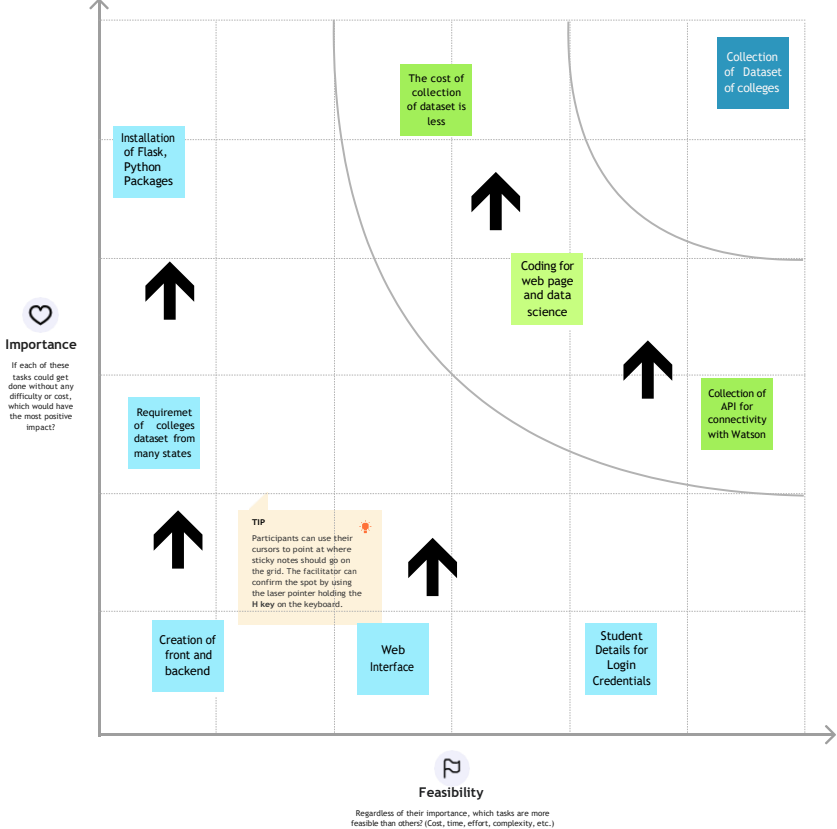 Collection
of Dataset
of colleges
The cost of
collection
of dataset is
less
Installation
of Flask,
Python
Packages
Coding for
web page
and data
science
Importance
If each of these
tasks could get
done without any
difficulty or cost,
which would have
the most positive
impact?
Collection of
API for
connectivity
with Watson
Requiremet
of colleges
dataset from
many states
TIP
Participants can use their
cursors to point at where
sticky notes should go on
the grid. The facilitator can
confirm the spot by using
the laser pointer holding the
H key on the keyboard.
Creation of
front and
backend
Web
Interface
Student
Details for
Login
Credentials
Feasibility
Regardless of their importance, which tasks are more
feasible than others? (Cost, time, effort, complexity, etc.)